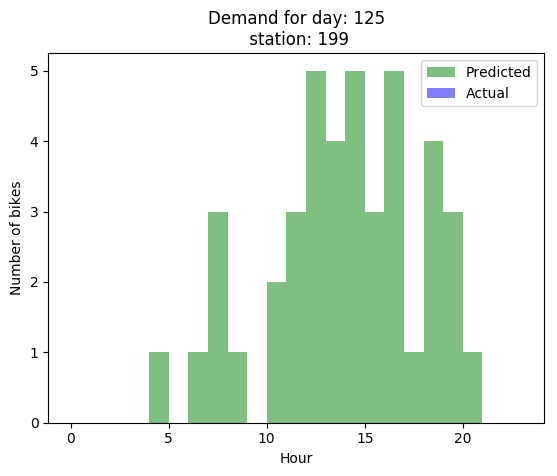 Demand for day: 125
station: 199
Predicted
Actual
Number of bikes
5
4
3
2
1
0
0
5
10
15
20
Hour